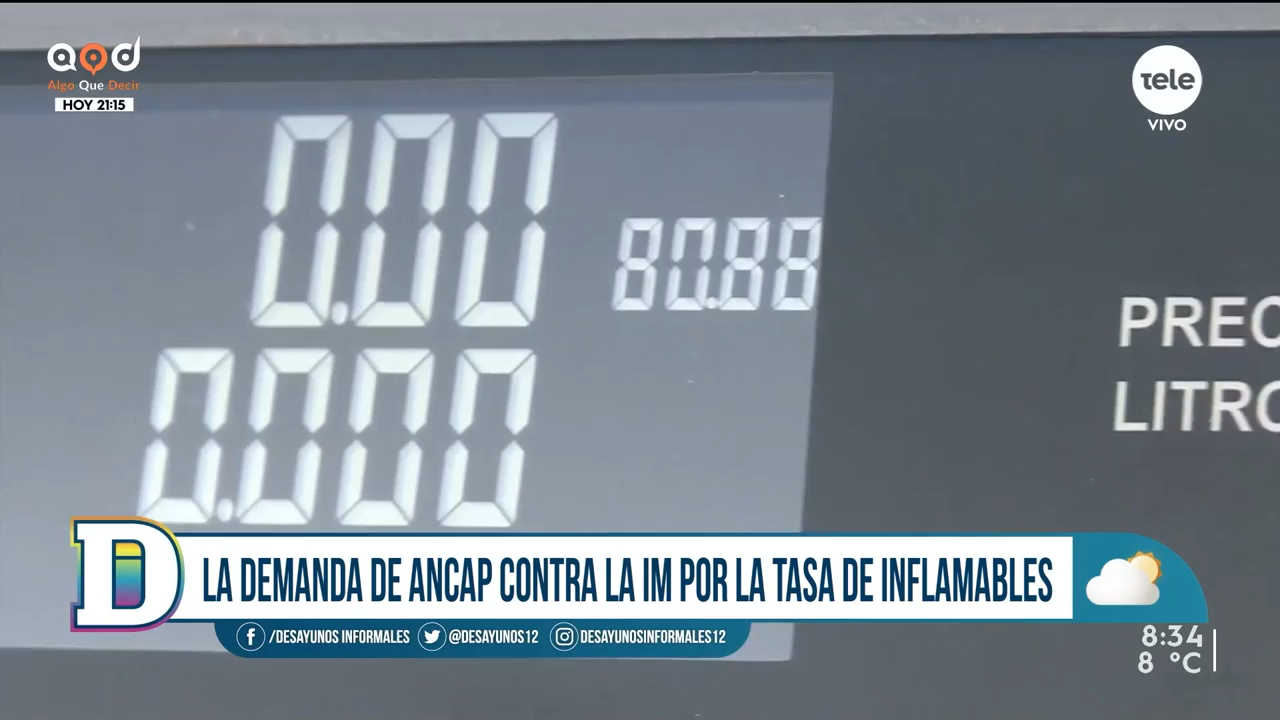 aqd
Algo Que Decir
HOY 21:15
tele
VIVO
0.00
80.88
0.000
PREC
LITRO
D
LA DEMANDA DE ANCAP CONTRA LA IM POR LA TASA DE INFLAMABLES
/DESAYUNOS INFORMALES @DESAYUNOS12 DESAYUNOSINFORMALES12
8:34
8 °C